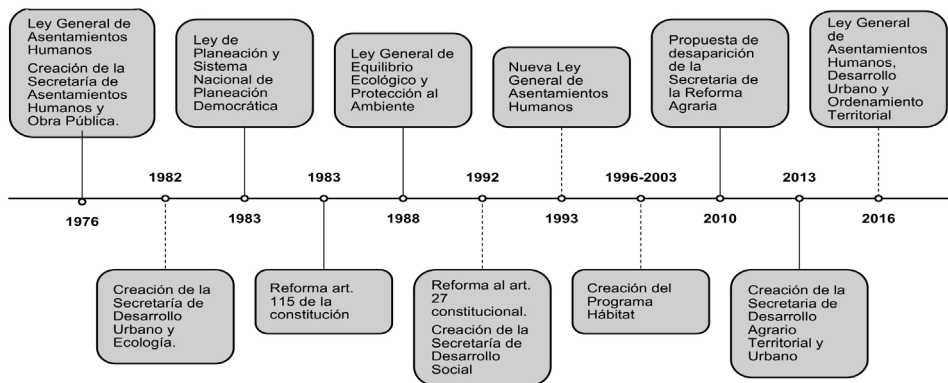 Ley General de
Asentamientos
Humanos
Creación de la
Secretaría de
Asentamientos
Humanos y
Obra Pública.
Ley de
Planeación y
Sistema
Nacional de
Planeación
Democrática
Ley General de
Equilibrio
Ecológico y
Protección al
Ambiente
Nueva Ley
General de
Asentamientos
Humanos
Propuesta de
desaparición
de la
Secretaria de
la Reforma
Agraria
Ley General
de
Asentamientos
Humanos,
Desarrollo
Urbano y
Ordenamiento
Territorial
1982
1983
1992
1996-2003
2013
1976
1983
1988
1993
2010
2016
Creación de la
Secretaría de
Desarrollo
Urbano y
Ecología.
Reforma art.
115 de la
constitución
Reforma al art.
27
constitucional.
Creación de la
Secretaría de
Desarrollo
Social
Creación del
Programa
Hábitat
Creación de la
Secretaria de
Desarrollo
Agrario
Territorial y
Urbano